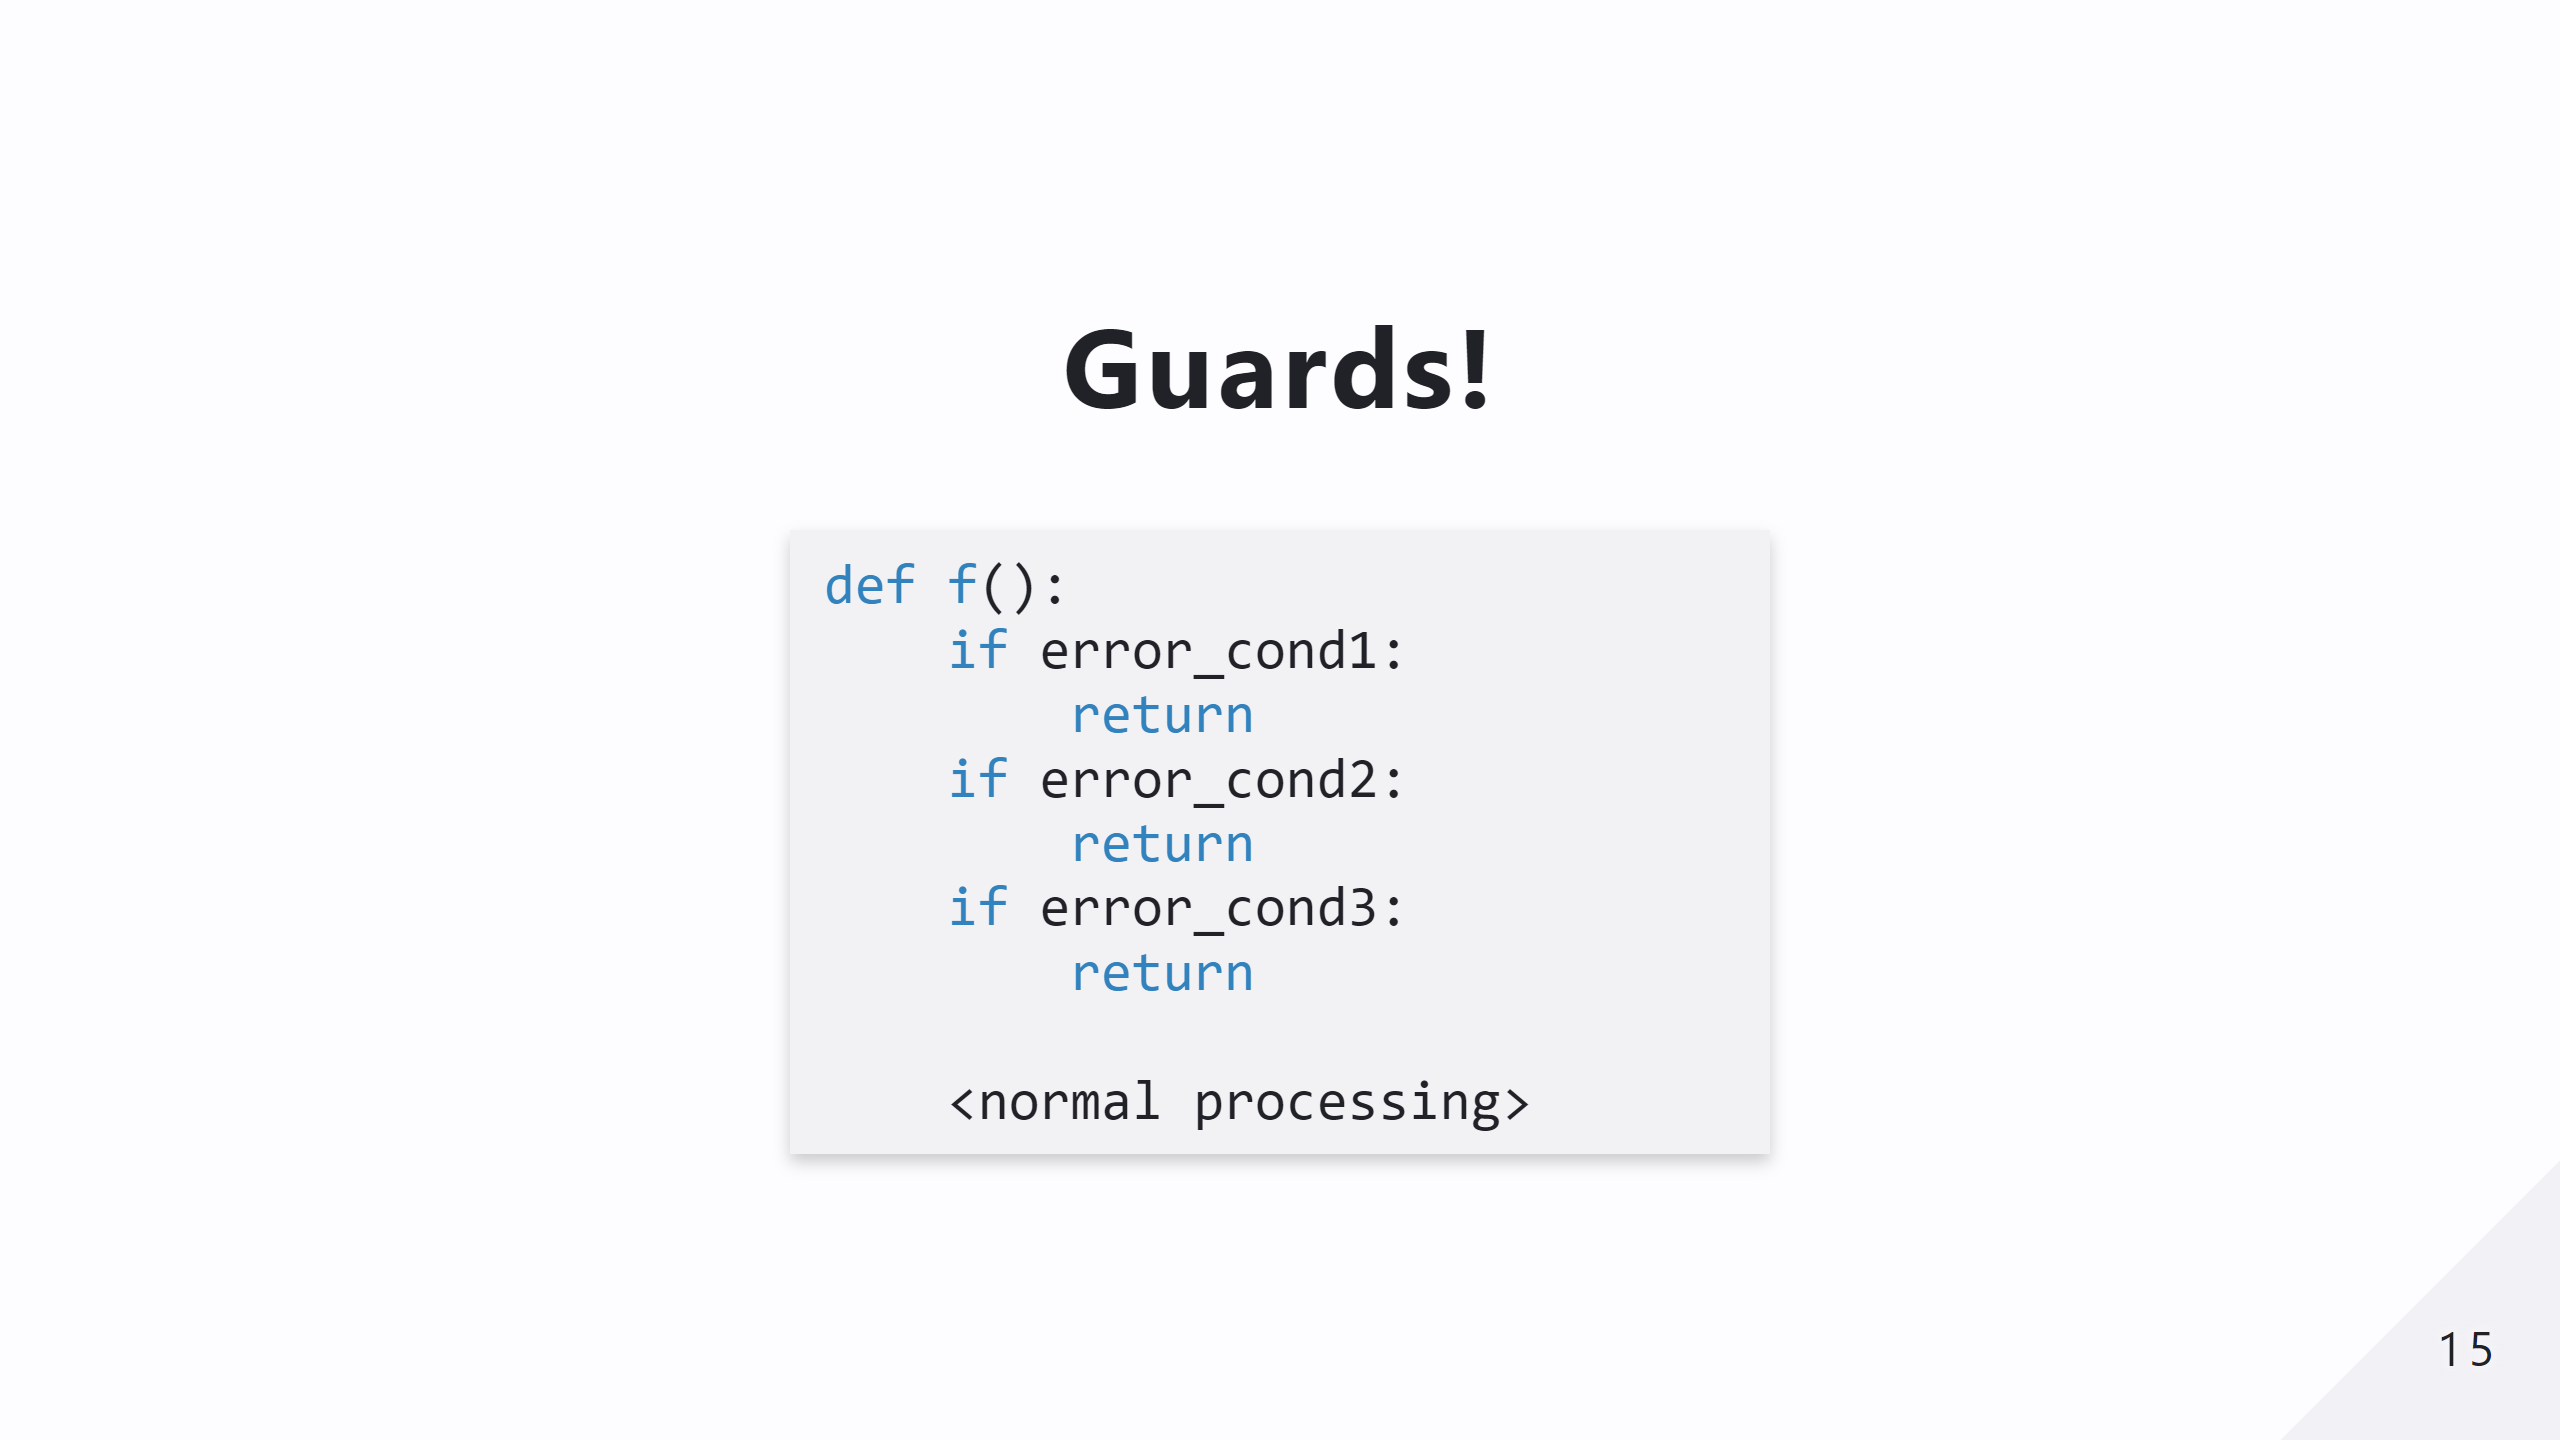 Guards!
def f():
    if error_cond1:
        return
    if error_cond2:
        return
    if error_cond3:
        return
    <normal processing>
15